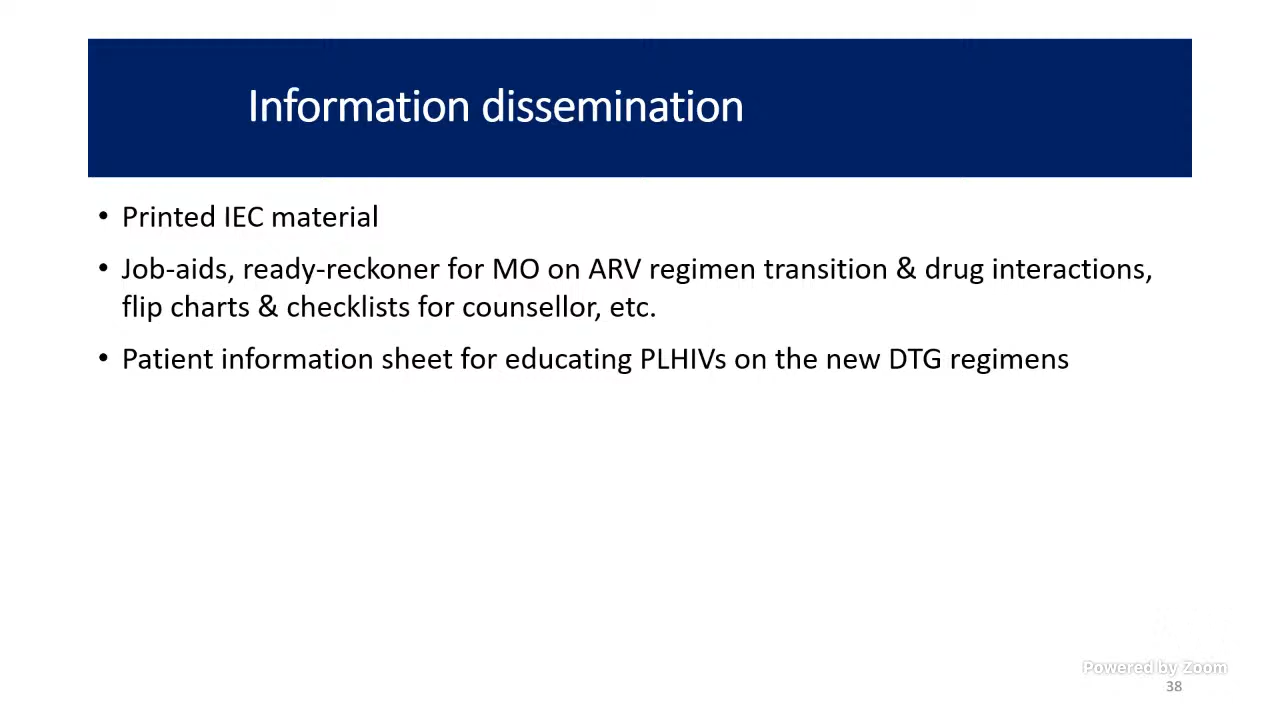 Information dissemination
• Printed IEC material
• Job-aids, ready-reckoner for MO on ARV regimen transition & drug interactions,
flip charts & checklists for counsellor, etc.
• Patient information sheet for educating PLHIVs on the new DTG regimens
Powered by Zoom
38